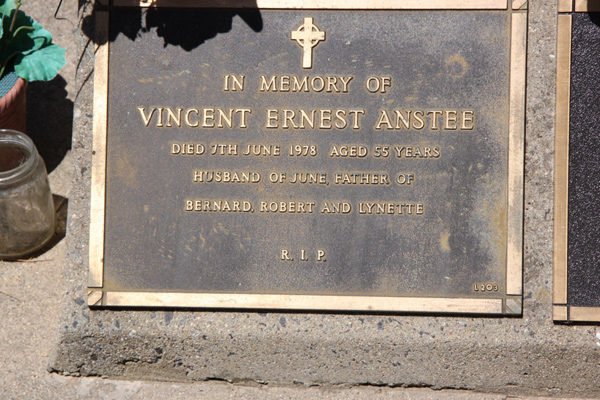 IN MEMORY OF
VINCENT ERNEST ANSTEE
DIED 7TH JUNE 1978 AGED 55 YEARS
HUSBAND OF JUNE, FATHER OF
BERNARD, ROBERT AND LYNETTE
R. I. P.
L203